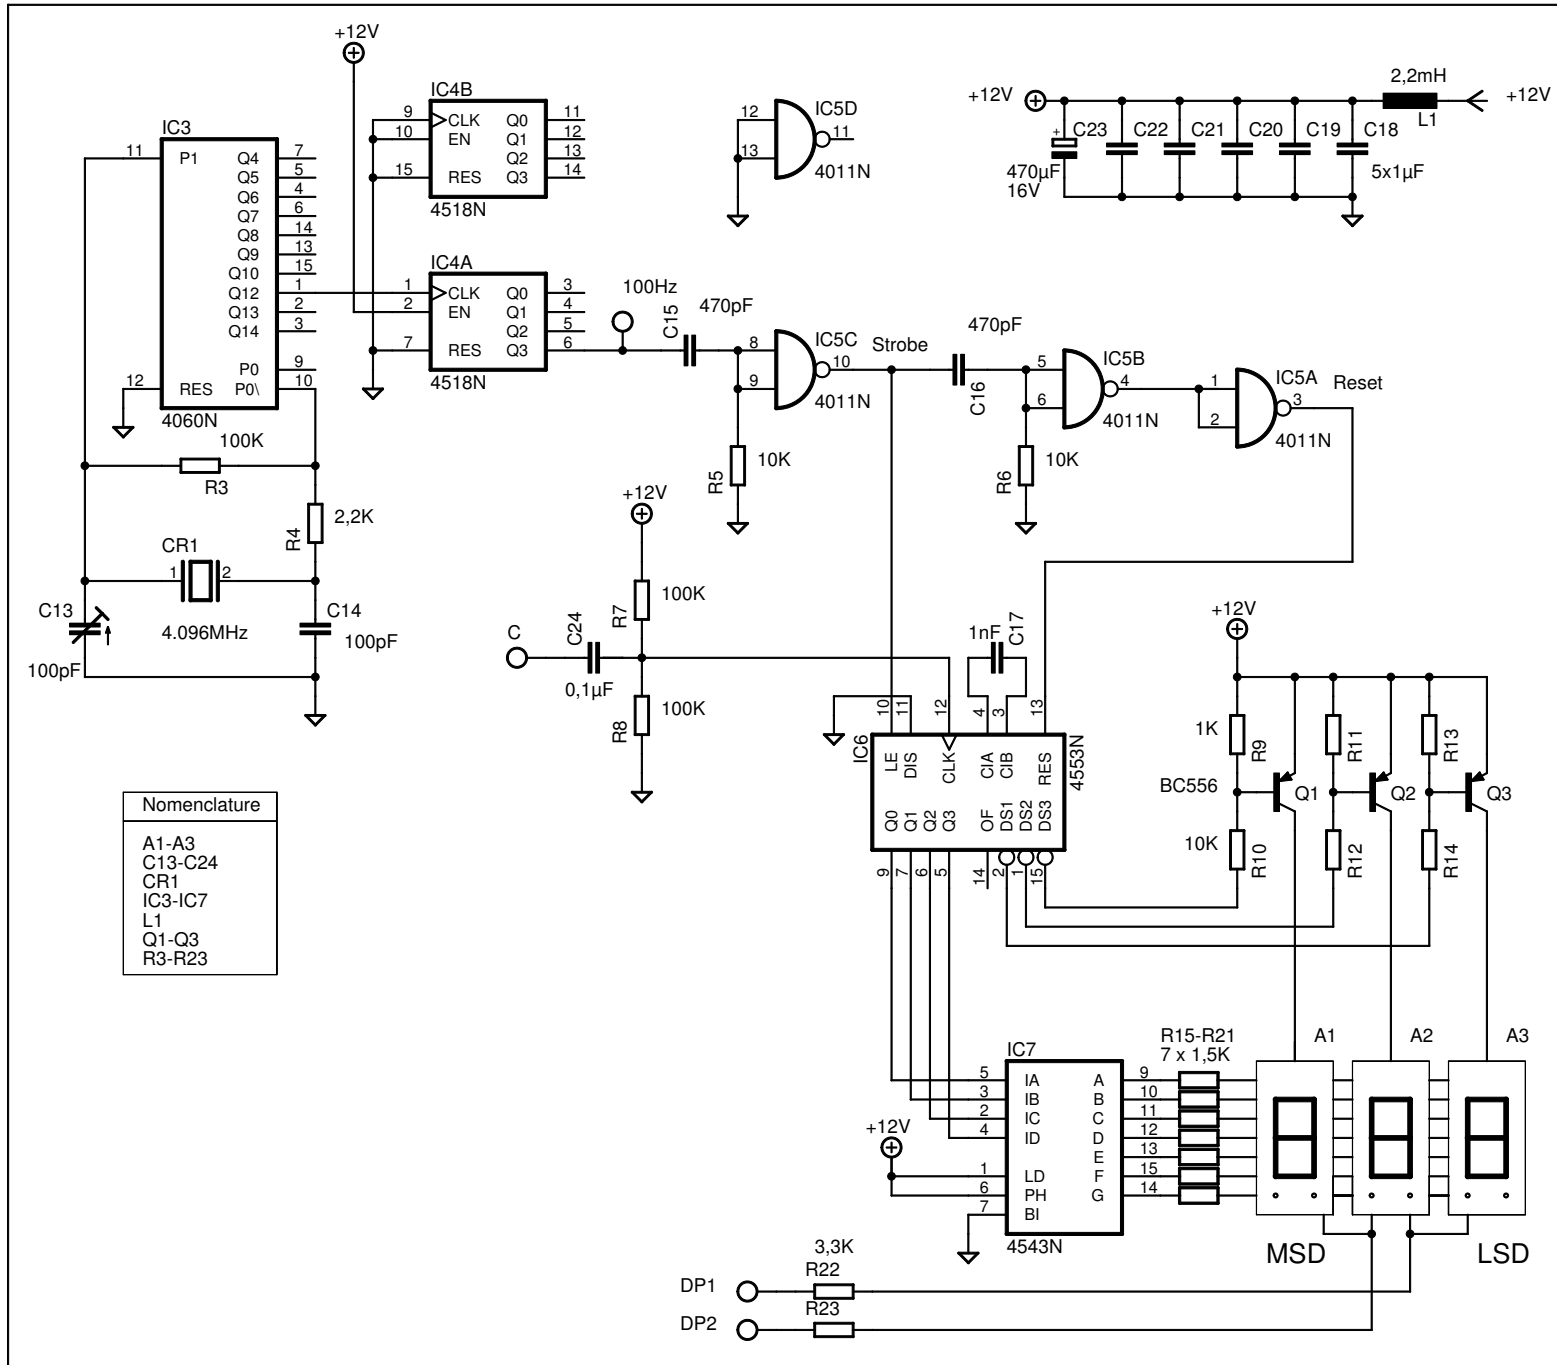 +12V
IC3
11
P1
Q4
7
Q5
5
Q6
4
Q7
6
Q8
14
Q9
13
Q10
15
Q12
1
Q13
2
Q14
3
P0
9
12
RES
P0\
10
4060N
100K
R3
R4
2,2K
CR1
1
2
4.096MHz
C13
100pF
C14
100pF
IC4B
9
CLK
10
EN
15
RES
Q0
11
Q1
12
Q2
13
Q3
14
4518N
IC4A
1
CLK
2
EN
7
RES
Q0
3
Q1
4
Q2
5
Q3
6
4518N
100Hz
C15
470pF
IC5D
12
13
11
4011N
+12V
2,2mH
+12V
L1
+
C23
C22
C21
C20
C19
C18
470µF
16V
5x1µF
IC5C
8
9
10
Strobe
4011N
R5
10K
470pF
C16
IC5B
5
6
4
4011N
R6
10K
IC5A
1
2
3
Reset
4011N
+12V
R7
100K
C
C24
0,1µF
R8
100K
1nF
C17
10
11
12
4
3
13
IC6
LE
DIS
CLK
CIA
CIB
RES
4553N
Q0
Q1
Q2
Q3
OF
DS1
DS2
DS3
9
7
6
5
14
2
1
15
+12V
1K
R9
R11
R13
BC556
Q1
Q2
Q3
10K
R10
R12
R14
Nomenclature
A1-A3
C13-C24
CR1
IC3-IC7
L1
Q1-Q3
R3-R23
IC7
5
IA
3
IB
2
IC
4
ID
1
LD
6
PH
7
BI
A
9
B
10
C
11
D
12
E
13
F
15
G
14
4543N
+12V
R15-R21
7 x 1,5K
A1
A2
A3
MSD
LSD
3,3K
DP1
R22
DP2
R23